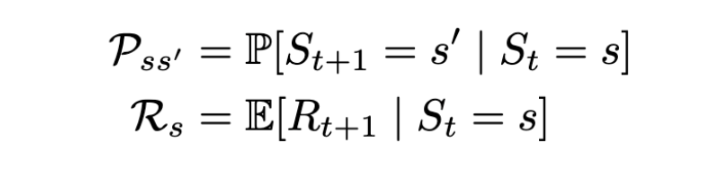 𝒫ₛₛ′ = ℙ[Sₜ₊₁ = s′ | Sₜ = s]
ℛₛ = 𝔼[Rₜ₊₁ | Sₜ = s]